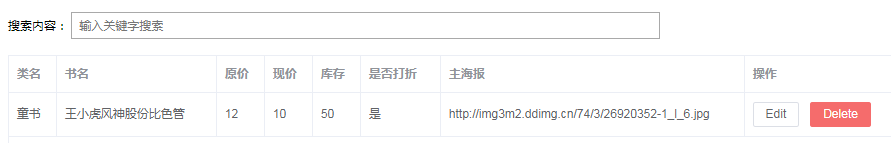 搜索内容： 输入关键字搜索
类名 书名 原价 现价 库存 是否打折 主海报 操作
童书 王小虎风神股份比色管 12 10 50 是 http://img3m2.ddimg.cn/74/3/26920352-1_l_6.jpg Edit Delete